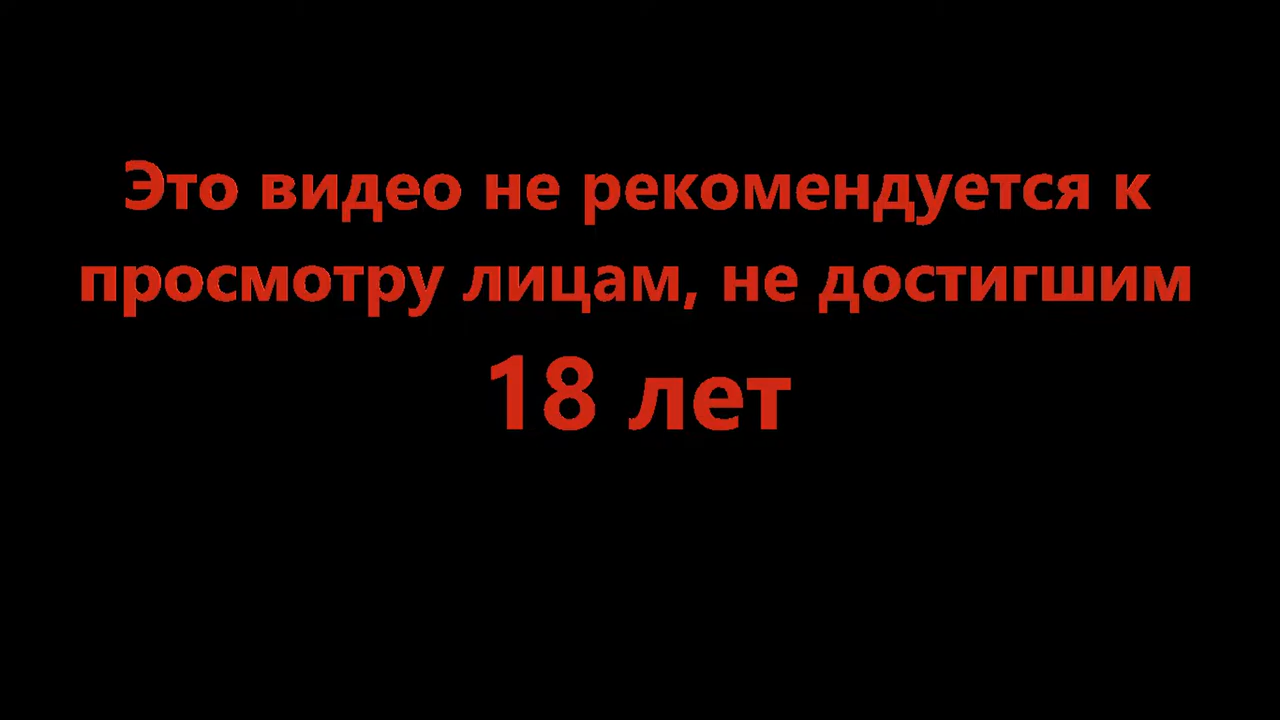 Это видео не рекомендуется к
просмотру лицам, не достигшим
18 лет